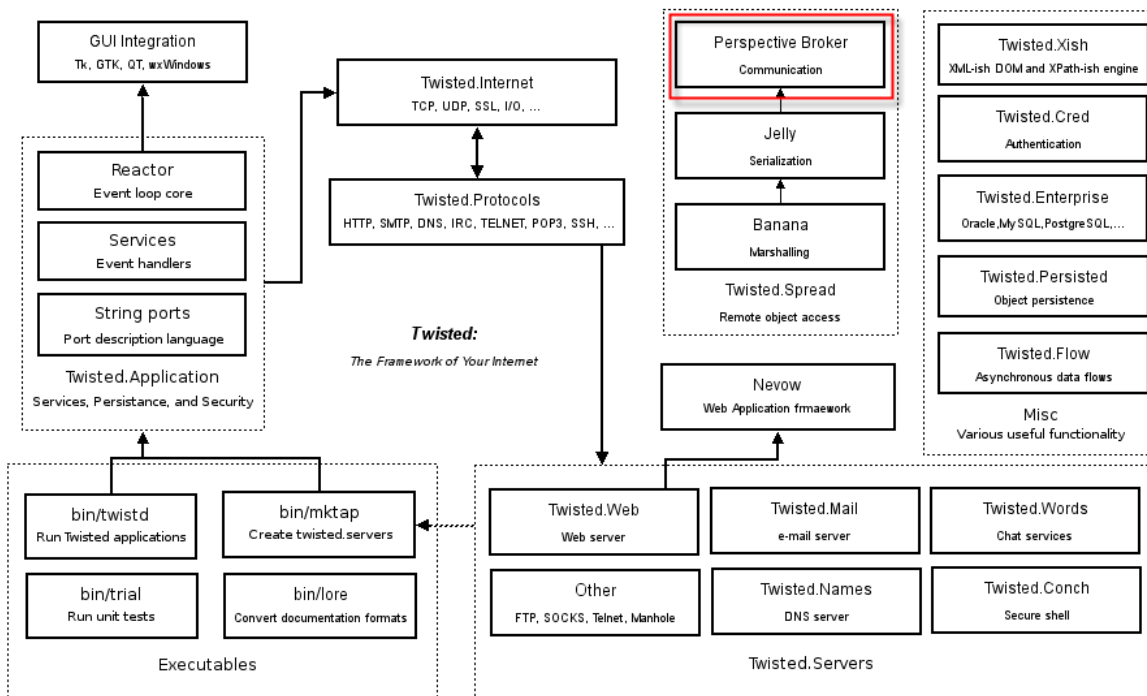 GUI Integration
Tk, GTK, QT, wxWindows
Reactor
Event loop core
Services
Event handlers
String ports
Port description language
Twisted.Application
Services, Persistance, and Security
Twisted.Internet
TCP, UDP, SSL, I/O, ...
Twisted.Protocols
HTTP, SMTP, DNS, IRC, TELNET, POP3, SSH, ...
Twisted:
The Framework of Your Internet
Perspective Broker
Communication
Jelly
Serialization
Banana
Marshalling
Twisted.Spread
Remote object access
Twisted.Xish
XML-ish DOM and XPath-ish engine
Twisted.Cred
Authentication
Twisted.Enterprise
Oracle,MySQL,PostgreSQL,...
Twisted.Persisted
Object persistence
Twisted.Flow
Asynchronous data flows
Misc
Various useful functionality
Nevow
Web Application frmaework
bin/twistd
Run Twisted applications
bin/mktap
Create twisted.servers
bin/trial
Run unit tests
bin/lore
Convert documentation formats
Executables
Twisted.Web
Web server
Twisted.Mail
e-mail server
Twisted.Words
Chat services
Other
FTP, SOCKS, Telnet, Manhole
Twisted.Names
DNS server
Twisted.Conch
Secure shell
Twisted.Servers